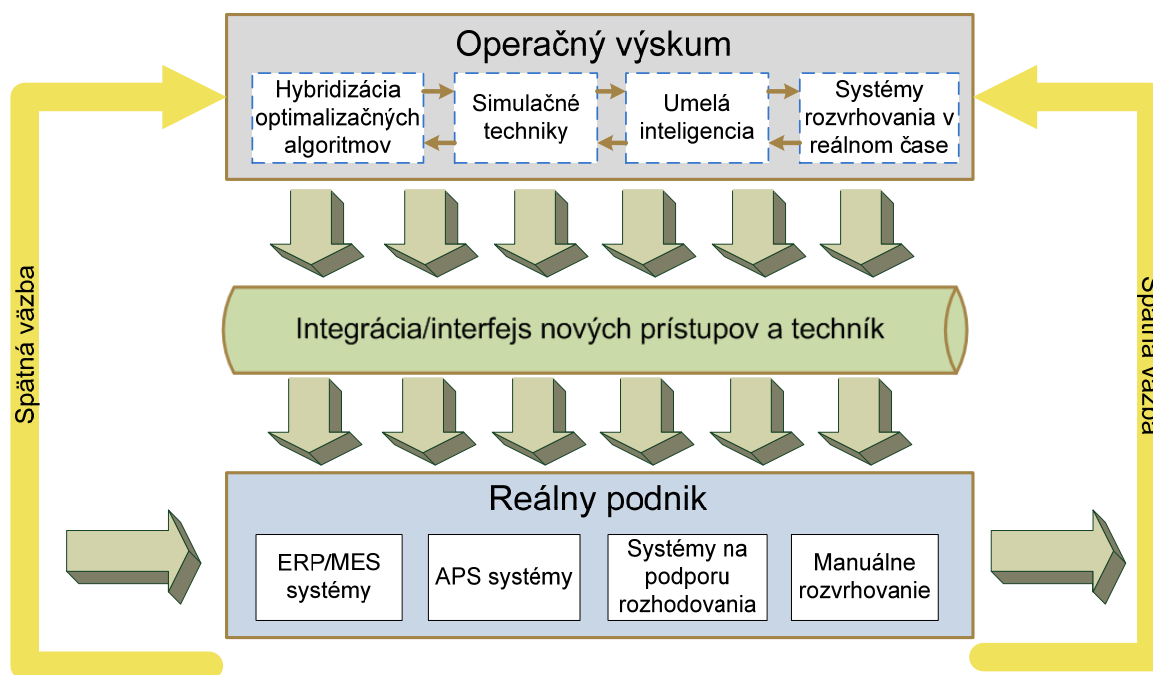 Operačný výskum
Hybridizácia
optimalizačných
algoritmov
Simulačné
techniky
Umelá
inteligencia
Systémy
rozvrhovania v
reálnom čase
Spätná väzba
Integrácia/interfejs nových prístupov a techník
Spätná väzba
Reálny podnik
ERP/MES
systémy
APS systémy
Systémy na
podporu
rozhodovania
Manuálne
rozvrhovanie